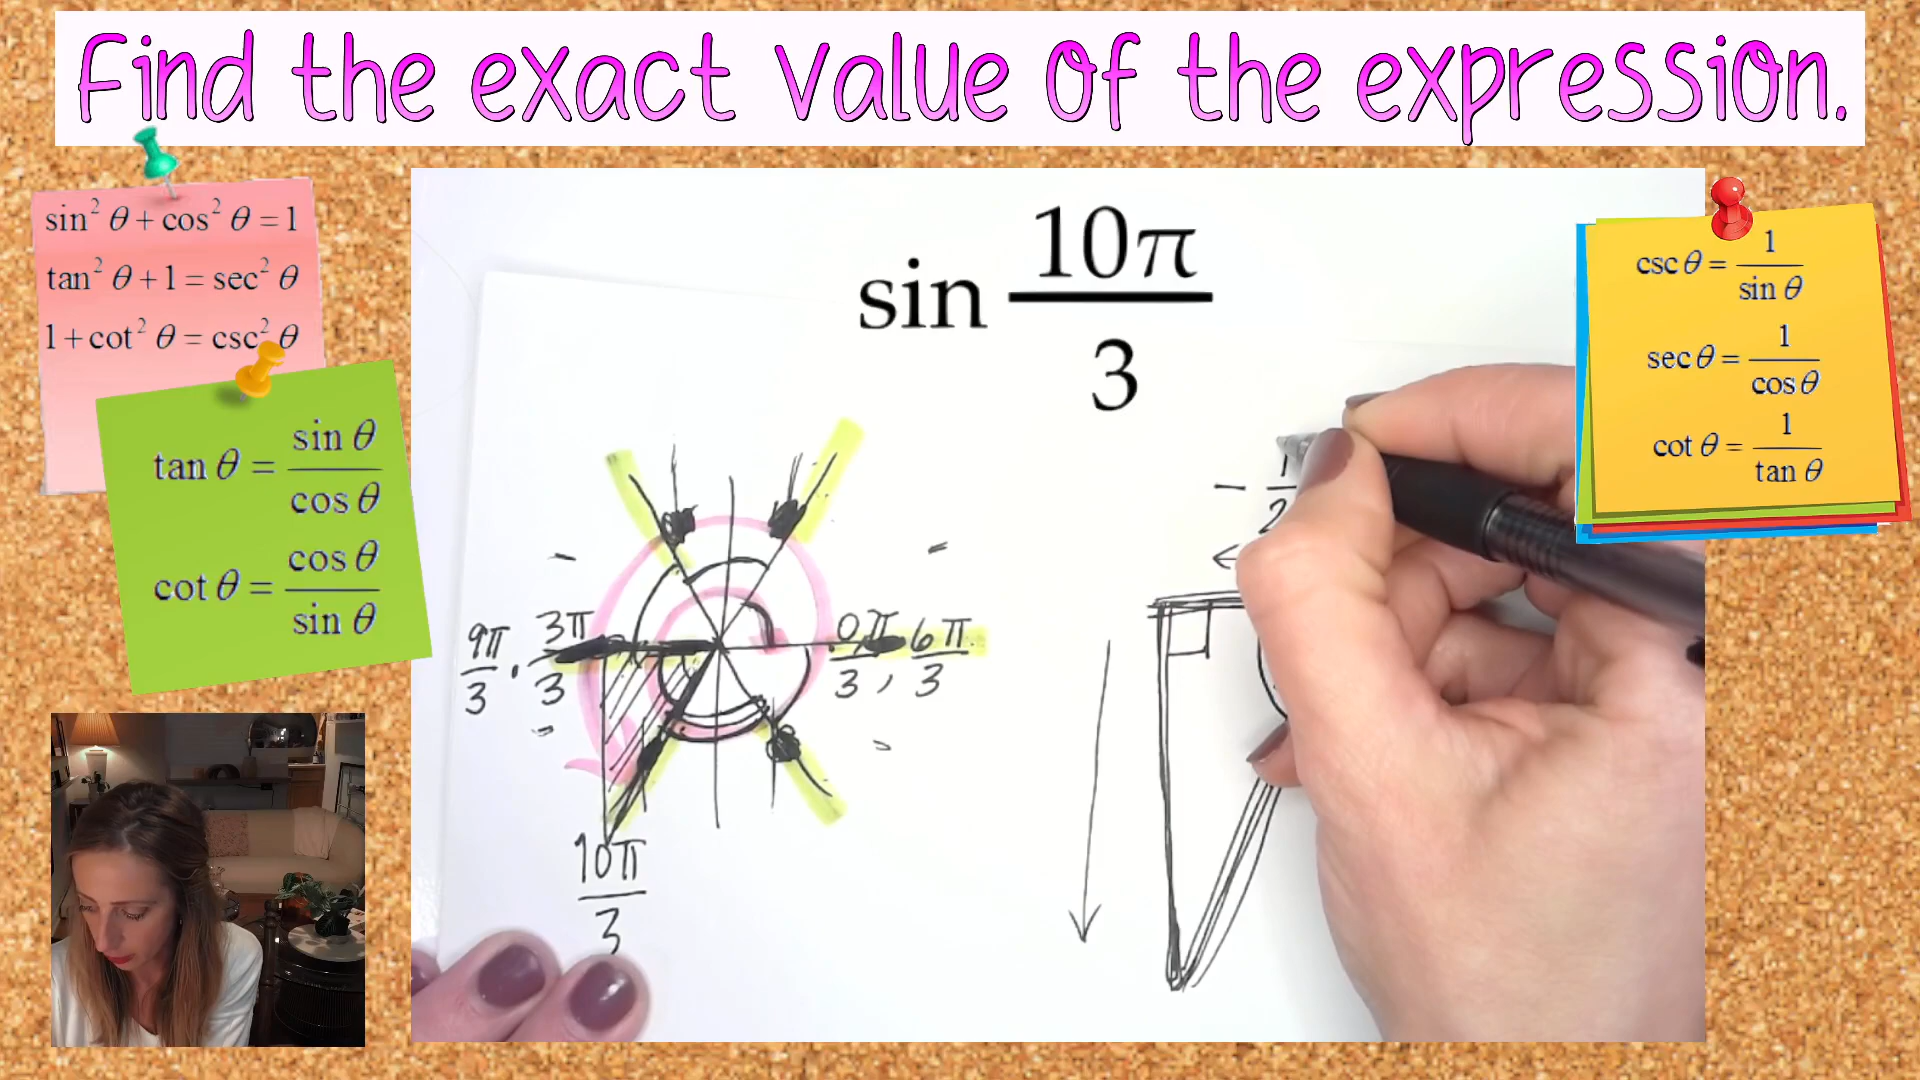 Find the exact value of the expression.
sin² θ + cos² θ = 1
tan² θ + 1 = sec² θ
1 + cot² θ = csc² θ
tan θ = sin θ / cos θ
cot θ = cos θ / sin θ
sin 10π / 3
csc θ = 1 / sin θ
sec θ = 1 / cos θ
cot θ = 1 / tan θ
- 1 / 2
9π / 3 , 3π / 3
0π / 3 , 6π / 3
10π / 3